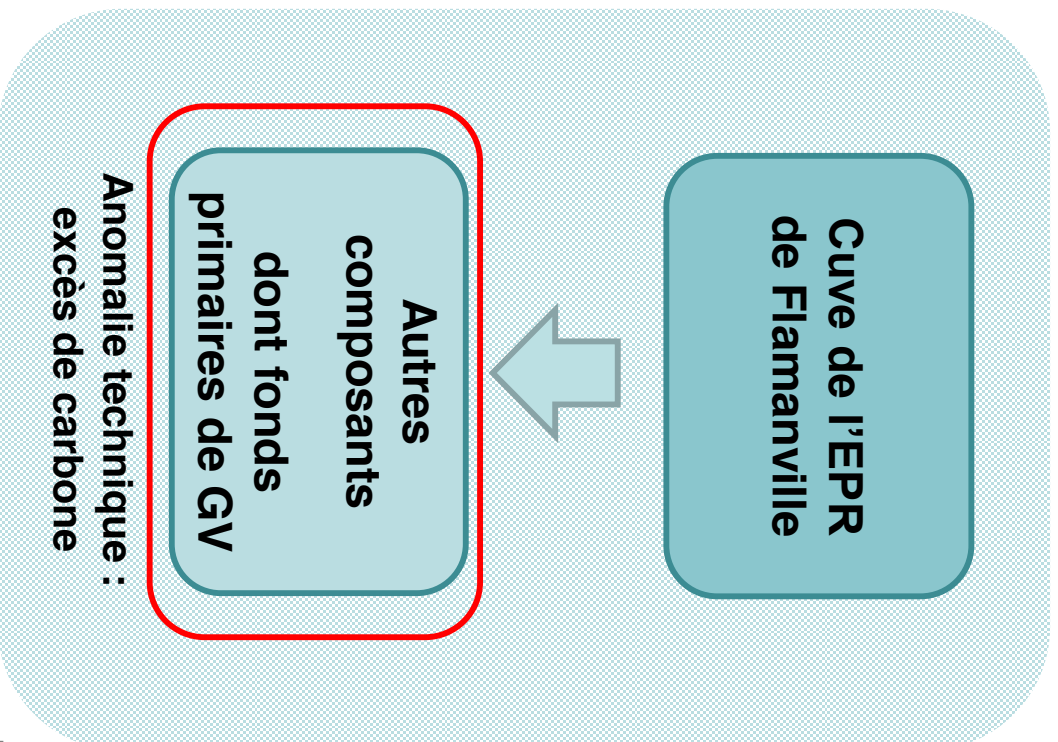 Cuve de l’EPR
de Flamanville
Autres
composants
dont fonds
primaires de GV
Anomalie technique :
excès de carbone